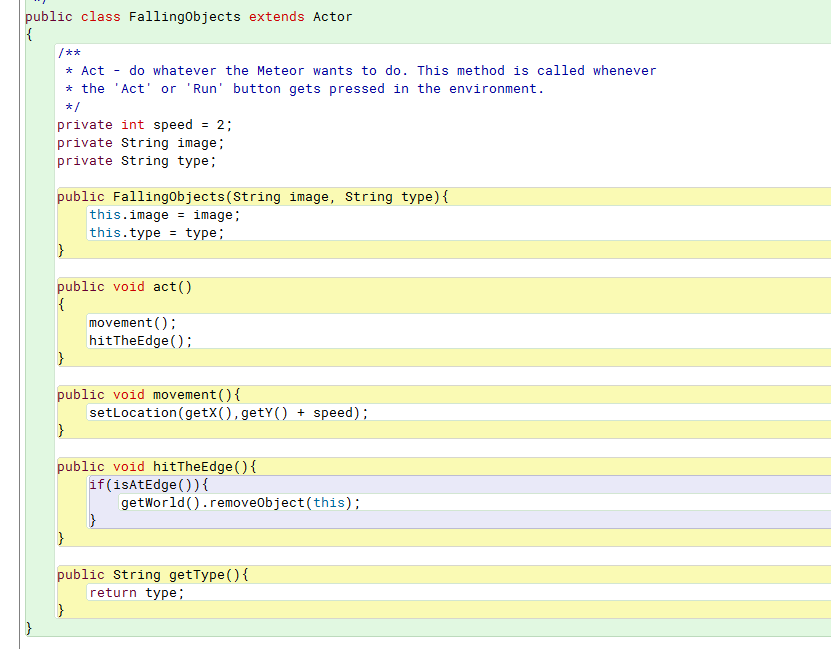 */
public class FallingObjects extends Actor
{
/**
* Act - do whatever the Meteor wants to do. This method is called whenever
* the 'Act' or 'Run' button gets pressed in the environment.
*/
private int speed = 2;
private String image;
private String type;
public FallingObjects(String image, String type){
this.image = image;
this.type = type;
}
public void act()
{
movement();
hitTheEdge();
}
public void movement(){
setLocation(getX(),getY() + speed);
}
public void hitTheEdge(){
if(isAtEdge()){
getWorld().removeObject(this);
}
}
public String getType(){
return type;
}
}